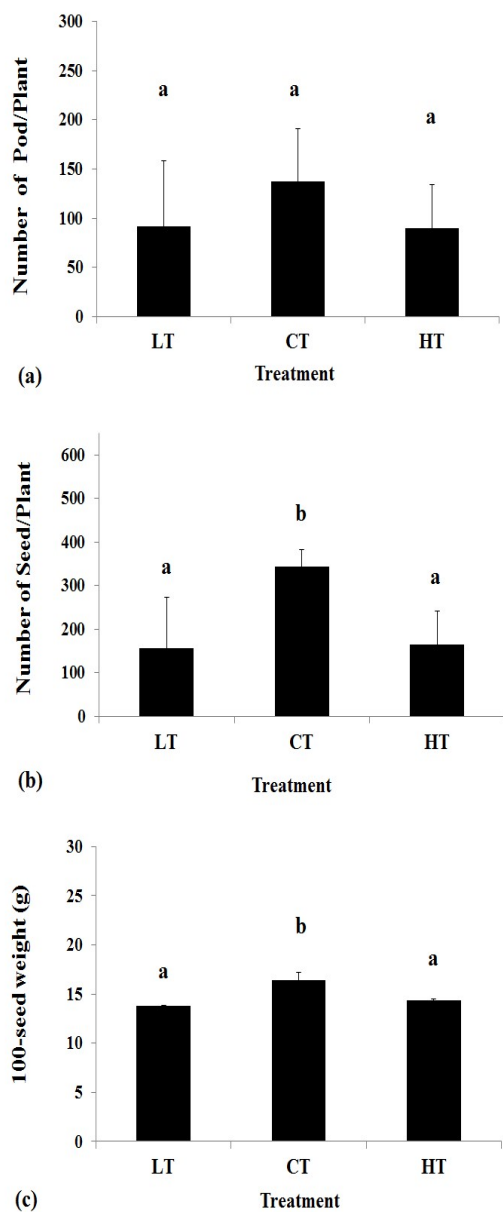 300
250
200
150
100
50
0
Number of Pod/Plant
a a a
LT CT HT
Treatment
(a)
600
500
400
300
200
100
0
Number of Seed/Plant
a b a
LT CT HT
Treatment
(b)
30
25
20
15
10
5
0
100-seed weight (g)
a b a
LT CT HT
Treatment
(c)